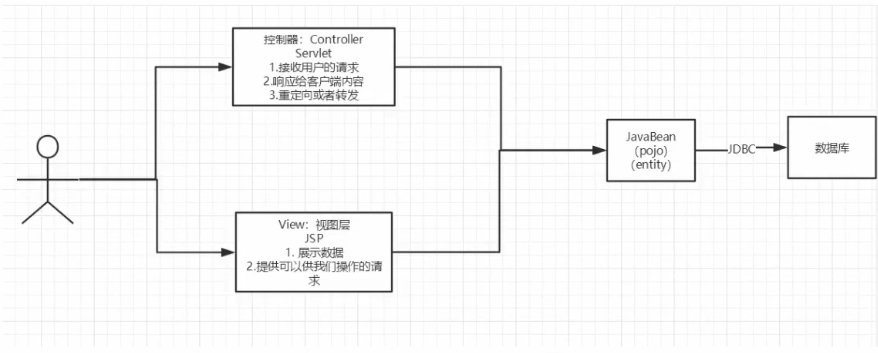 控制器：Controller
Servlet
1.接收用户的请求
2.响应给客户端内容
3.重定向或者转发
JavaBean
(pojo)
(entity)
JDBC
数据库
View：视图层
JSP
1. 展示数据
2.提供可以供我们操作的请
求